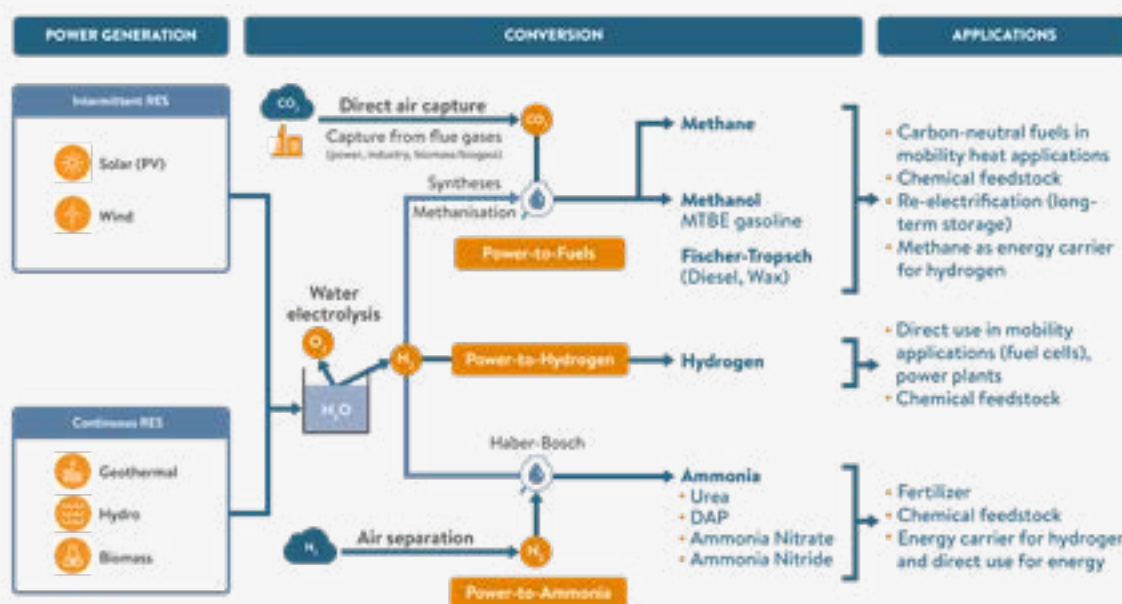 POWER GENERATION
CONVERSION
APPLICATIONS
Intermittent RES
Solar (PV)
Wind
Continuous RES
Geothermal
Hydro
Biomass
CO₂
Direct air capture
CO₂
Capture from flue gases
(power, industry, biomass/biogas)
Syntheses
Methanisation
Power-to-Fuels
Methane
Methanol
MTBE gasoline
Fischer-Tropsch
(Diesel, Wax)
• Carbon-neutral fuels in
mobility heat applications
• Chemical feedstock
• Re-electrification (long-
term storage)
• Methane as energy carrier
for hydrogen
Water
electrolysis
O₂
H₂
H₂O
Power-to-Hydrogen
Hydrogen
• Direct use in mobility
applications (fuel cells),
power plants
• Chemical feedstock
Haber-Bosch
N₂
Air separation
N₂
Power-to-Ammonia
Ammonia
• Urea
• DAP
• Ammonia Nitrate
• Ammonia Nitride
• Fertilizer
• Chemical feedstock
• Energy carrier for hydrogen
and direct use for energy